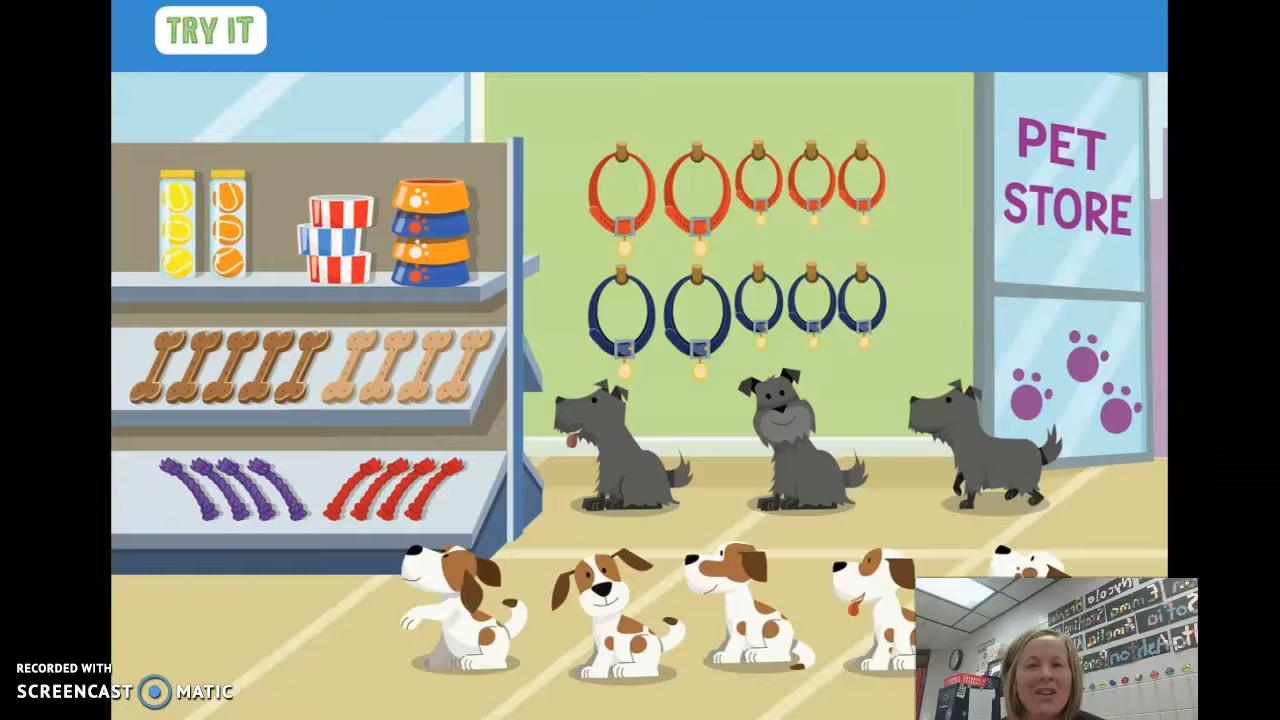 TRY IT
PET
STORE
RECORDED WITH
SCREENCAST MATIC